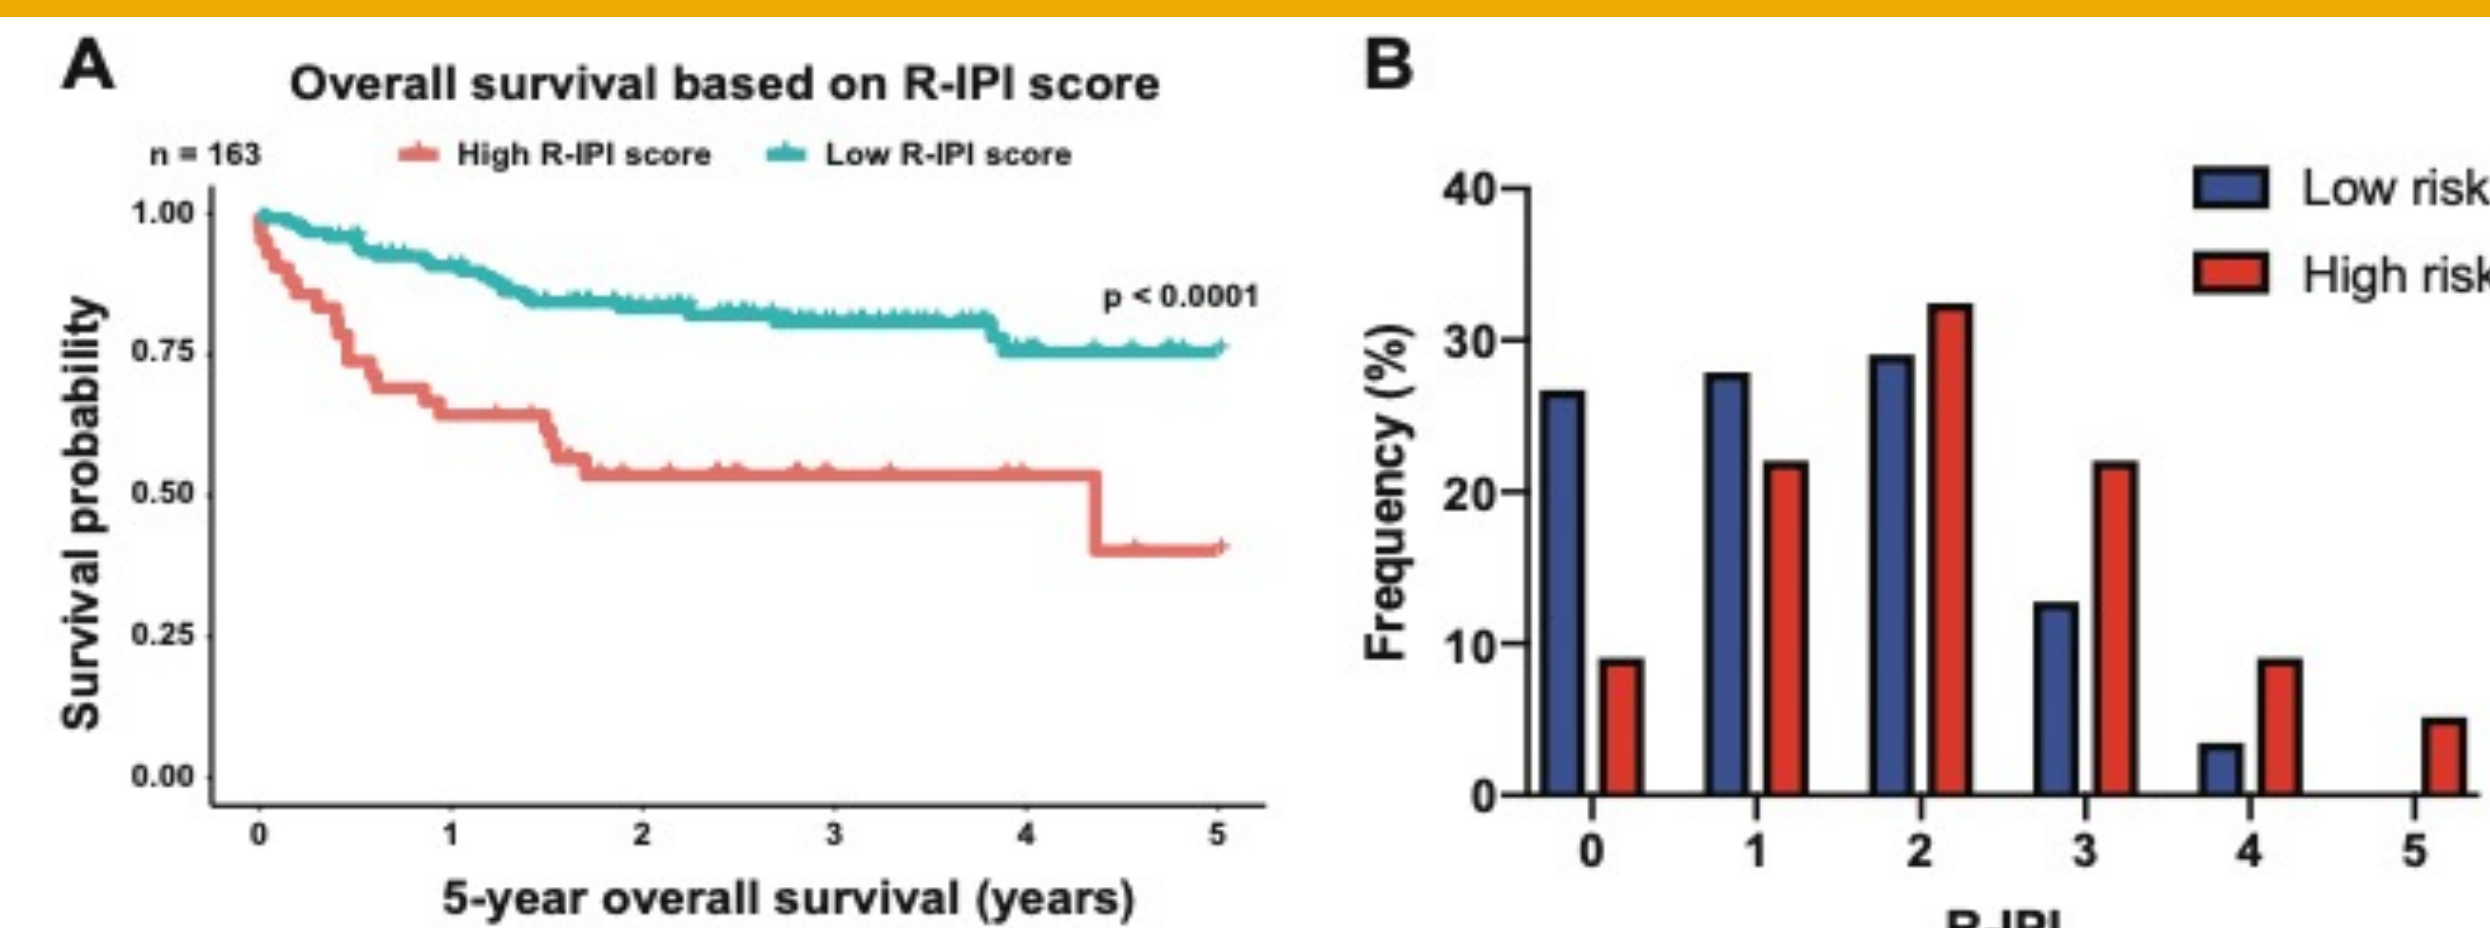 A
Overall survival based on R-IPI score
n = 163
High R-IPI score
Low R-IPI score
p < 0.0001
Survival probability
1.00
0.75
0.50
0.25
0.00
0 1 2 3 4 5
5-year overall survival (years)
B
Low risk
High risk
Frequency (%)
40
30
20
10
0
0 1 2 3 4 5
R-IPI